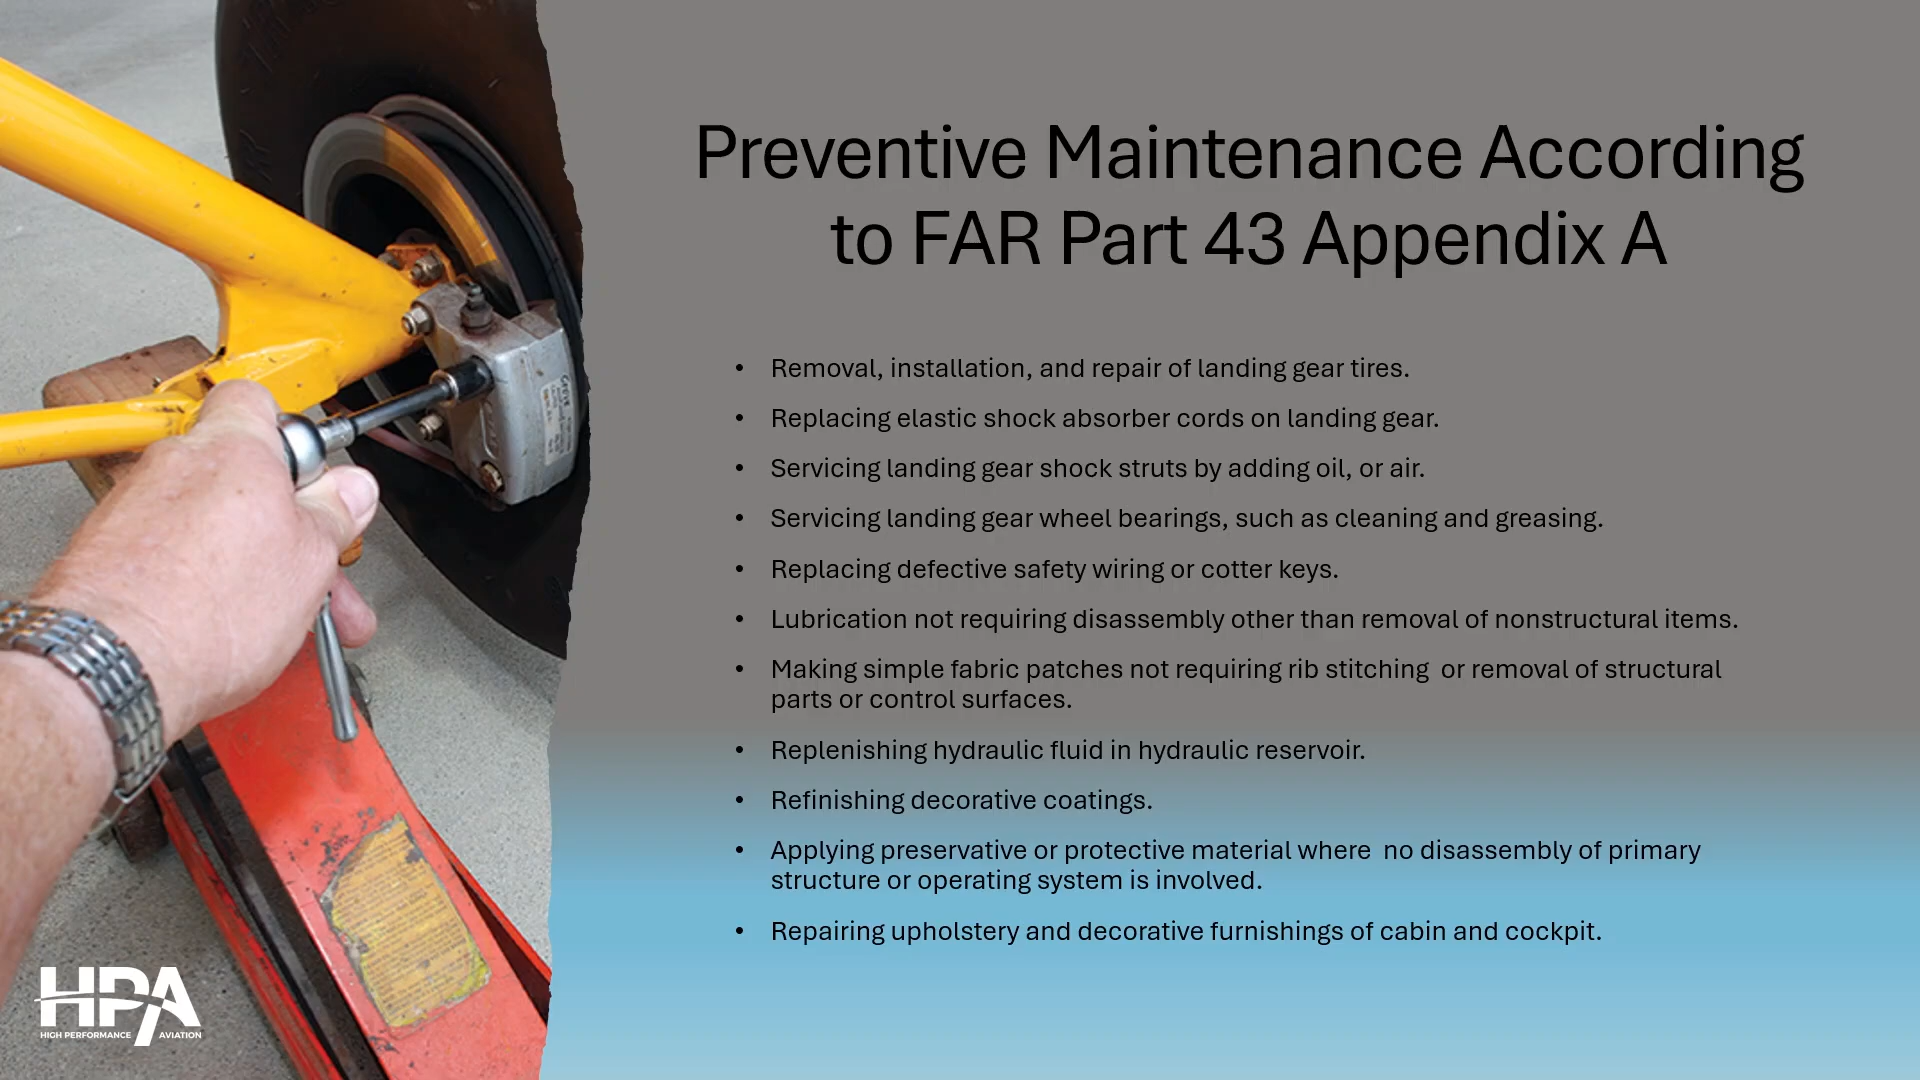 Preventive Maintenance According
to FAR Part 43 Appendix A
• Removal, installation, and repair of landing gear tires.
• Replacing elastic shock absorber cords on landing gear.
• Servicing landing gear shock struts by adding oil, or air.
• Servicing landing gear wheel bearings, such as cleaning and greasing.
• Replacing defective safety wiring or cotter keys.
• Lubrication not requiring disassembly other than removal of nonstructural items.
• Making simple fabric patches not requiring rib stitching  or removal of structural
parts or control surfaces.
• Replenishing hydraulic fluid in hydraulic reservoir.
• Refinishing decorative coatings.
• Applying preservative or protective material where  no disassembly of primary
structure or operating system is involved.
• Repairing upholstery and decorative furnishings of cabin and cockpit.
HPA
HIGH PERFORMANCE AVIATION